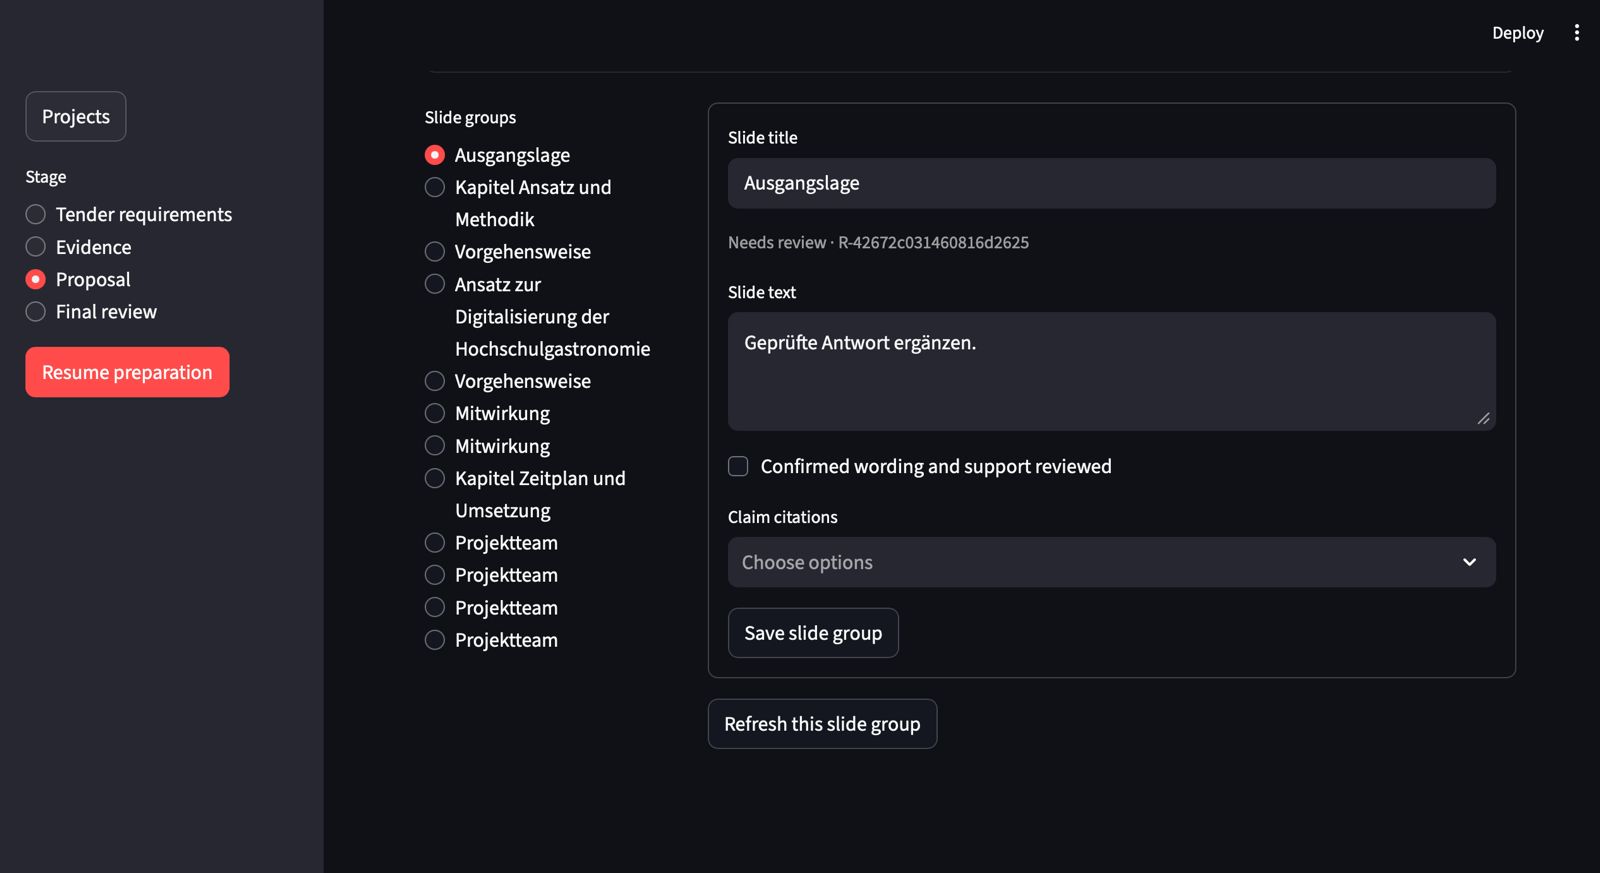 Deploy
Projects
Stage
Tender requirements
Evidence
Proposal
Final review
Resume preparation
Slide groups
Ausgangslage
Kapitel Ansatz und
Methodik
Vorgehensweise
Ansatz zur
Digitalisierung der
Hochschulgastronomie
Vorgehensweise
Mitwirkung
Mitwirkung
Kapitel Zeitplan und
Umsetzung
Projektteam
Projektteam
Projektteam
Projektteam
Slide title
Ausgangslage
Needs review · R-42672c031460816d2625
Slide text
Geprüfte Antwort ergänzen.
Confirmed wording and support reviewed
Claim citations
Choose options
Save slide group
Refresh this slide group